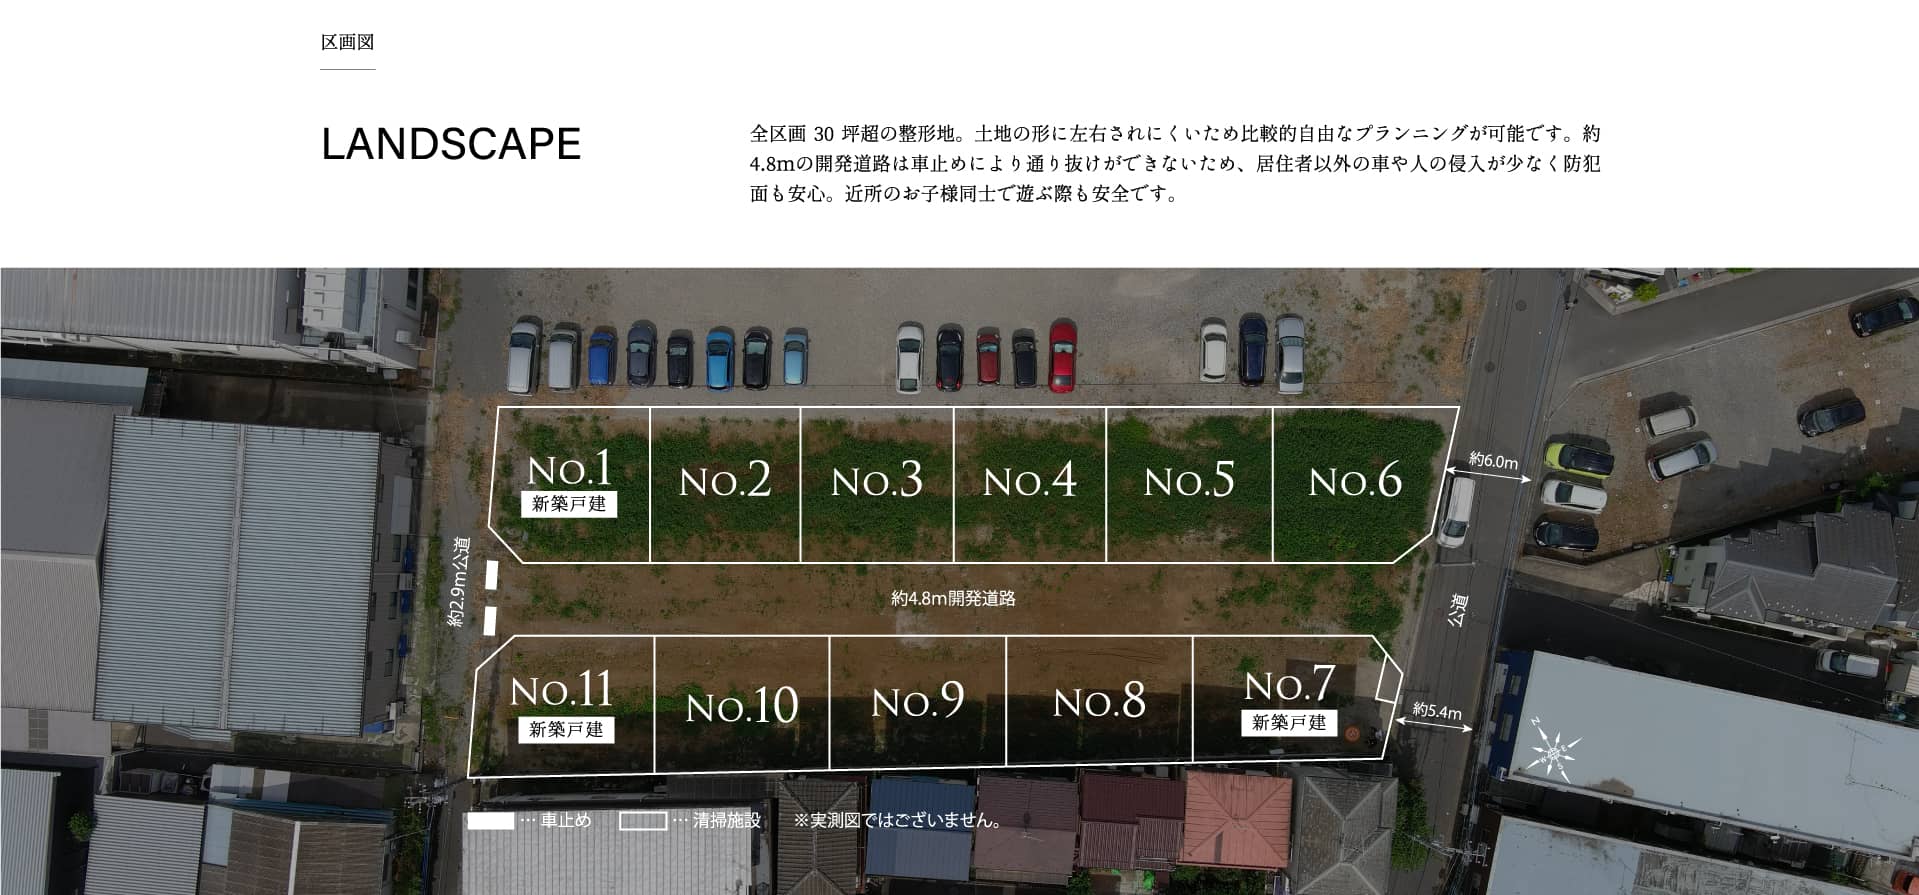 区画図
LANDSCAPE
全区画 30 坪超の整形地。土地の形に左右されにくいため比較的自由なプランニングが可能です。約
4.8mの開発道路は車止めにより通り抜けができないため、居住者以外の車や人の侵入が少なく防犯
面も安心。近所のお子様同士で遊ぶ際も安全です。
No.1
新築戸建
No.2
No.3
No.4
No.5
No.6
約6.0m
約2.9m公道
約4.8m開発道路
公道
No.11
新築戸建
No.10
No.9
No.8
No.7
新築戸建
約5.4m
N
E
W
S
… 車止め
… 清掃施設
※実測図ではございません。